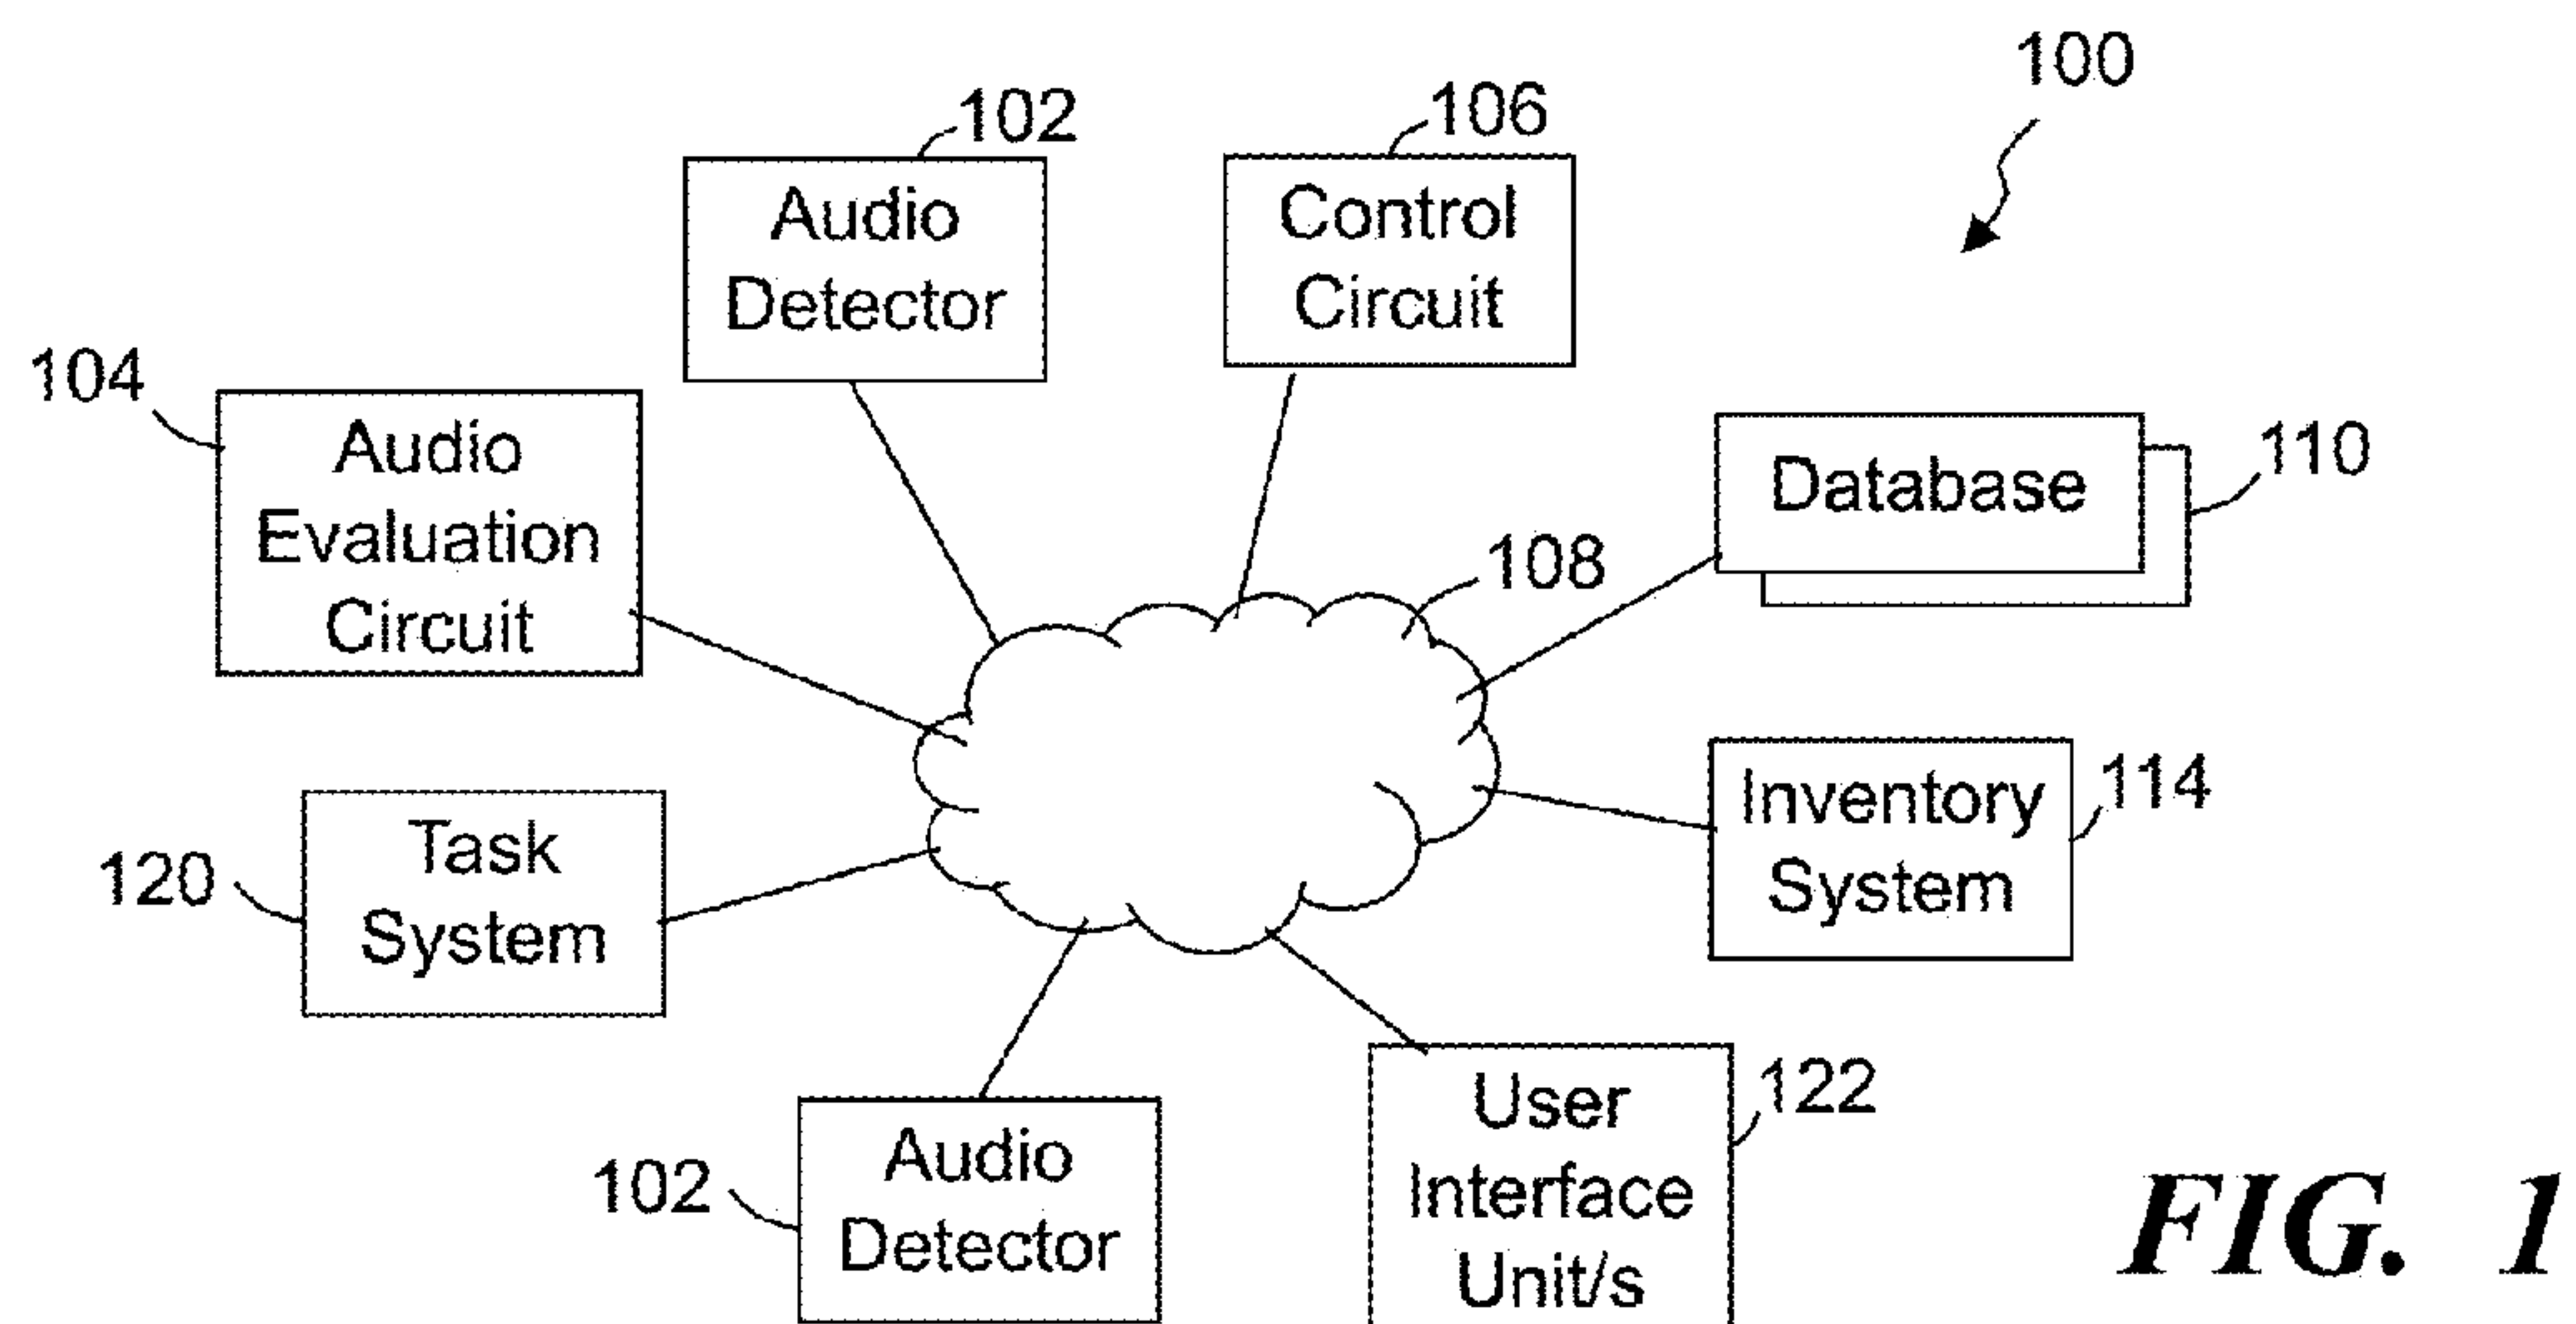 100
102
106
Audio
Detector
Control
Circuit
104
Audio
Evaluation
Circuit
110
Database
108
114
Inventory
System
120
Task
System
102
Audio
Detector
122
User
Interface
Unit/s
FIG. 1